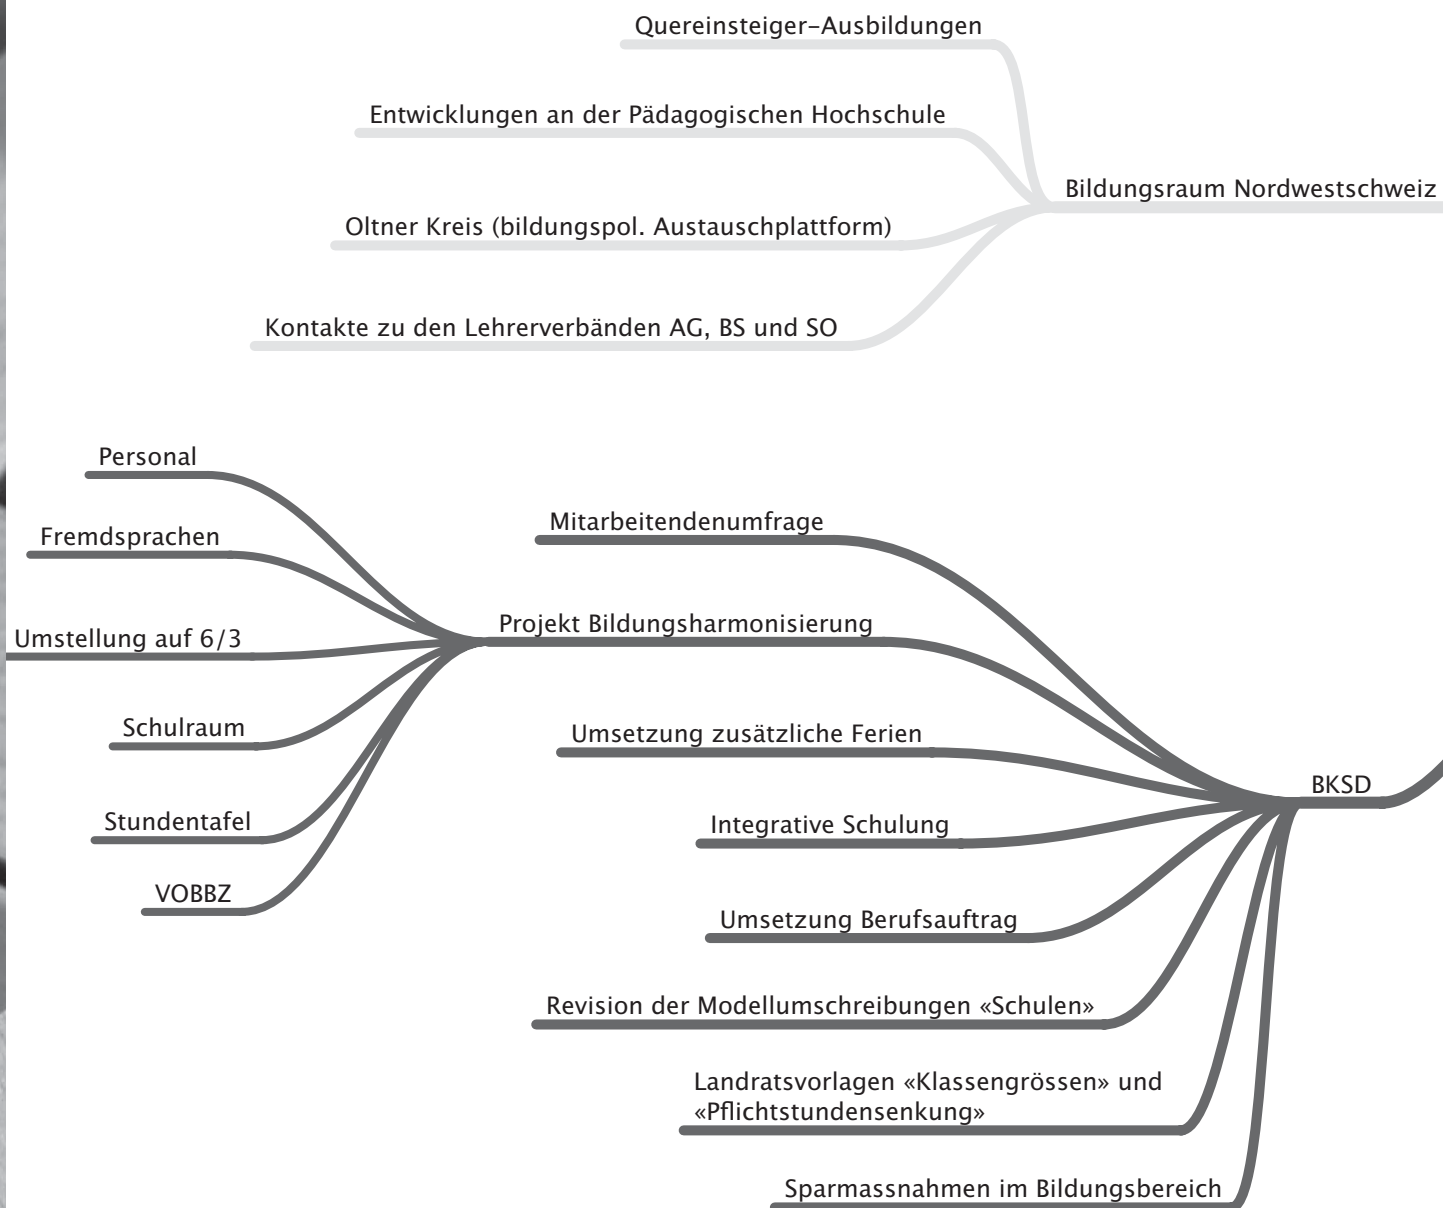 Quereinsteiger-Ausbildungen
Entwicklungen an der Pädagogischen Hochschule
Bildungsraum Nordwestschweiz
Oltner Kreis (bildungspol. Austauschplattform)
Kontakte zu den Lehrerverbänden AG, BS und SO
Personal
Fremdsprachen
Umstellung auf 6/3
Schulraum
Stundentafel
VOBBZ
Mitarbeitendenumfrage
Projekt Bildungsharmonisierung
Umsetzung zusätzliche Ferien
BKSD
Integrative Schulung
Umsetzung Berufsauftrag
Revision der Modellumschreibungen «Schulen»
Landratsvorlagen «Klassengrössen» und
«Pflichtstundensenkung»
Sparmassnahmen im Bildungsbereich